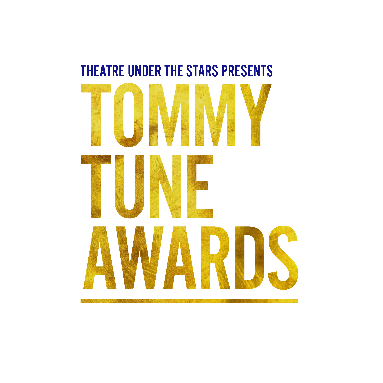 THEATRE UNDER THE STARS PRESENTS
TOMMY
TUNE
AWARDS